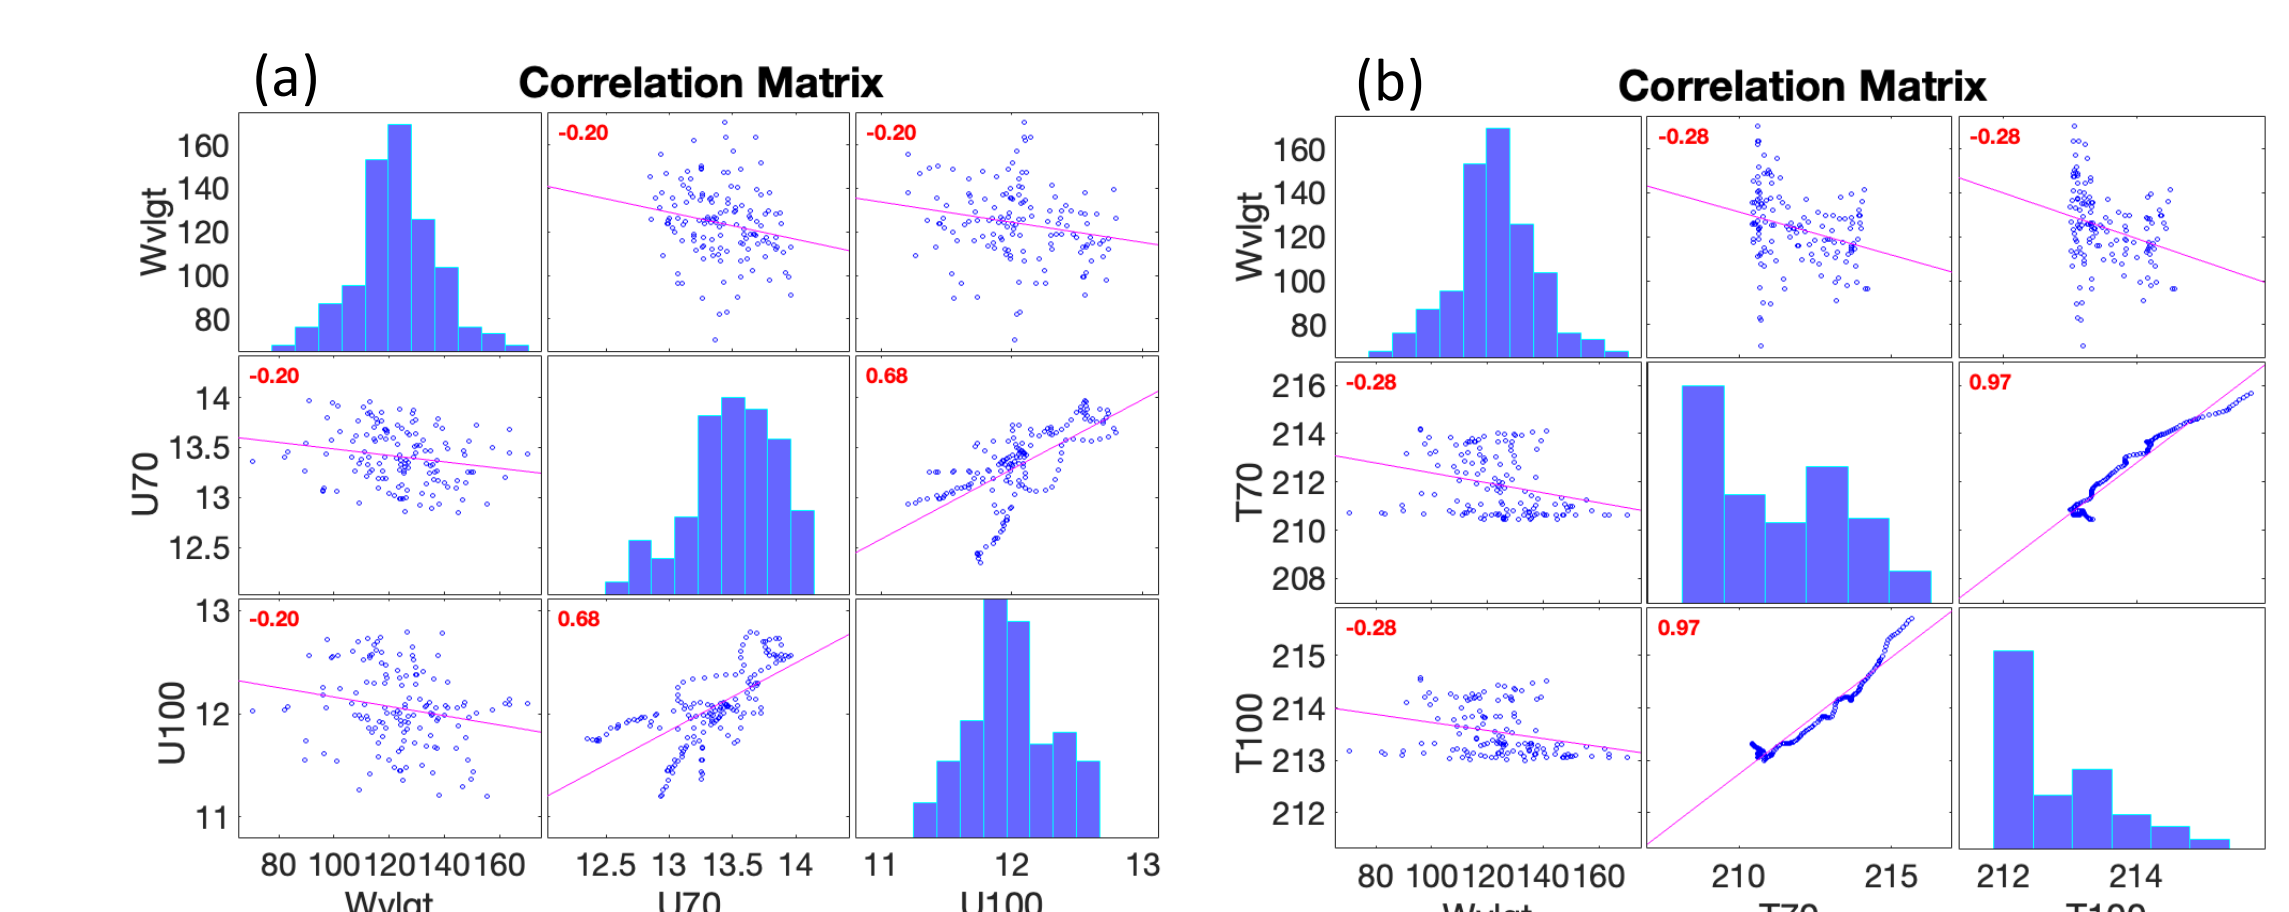 (a)
Correlation Matrix
Wvlgt
160
140
120
100
80
-0.20
-0.20
U70
14
13.5
13
12.5
-0.20
0.68
U100
13
12
11
-0.20
0.68
80 100 120 140 160
12.5 13 13.5 14
11 12 13
Wvlgt
U70
U100
(b)
Correlation Matrix
Wvlgt
160
140
120
100
80
-0.28
-0.28
T70
216
214
212
210
208
-0.28
0.97
T100
215
214
213
212
-0.28
0.97
80 100 120 140 160
210 215
212 214
Wvlgt
T70
T100